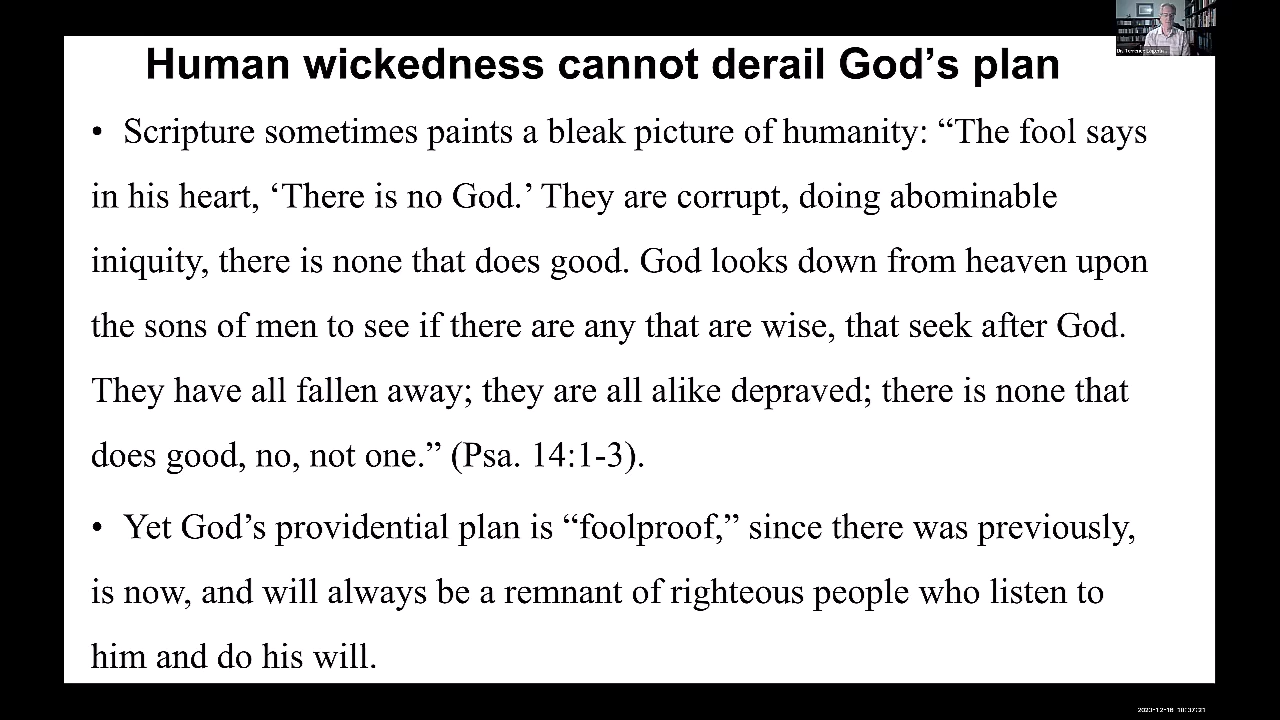 Human wickedness cannot derail God’s plan
• Scripture sometimes paints a bleak picture of humanity: “The fool says
in his heart, ‘There is no God.’ They are corrupt, doing abominable
iniquity, there is none that does good. God looks down from heaven upon
the sons of men to see if there are any that are wise, that seek after God.
They have all fallen away; they are all alike depraved; there is none that
does good, no, not one.” (Psa. 14:1-3).
• Yet God’s providential plan is “foolproof,” since there was previously,
is now, and will always be a remnant of righteous people who listen to
him and do his will.
Dr. Terrence